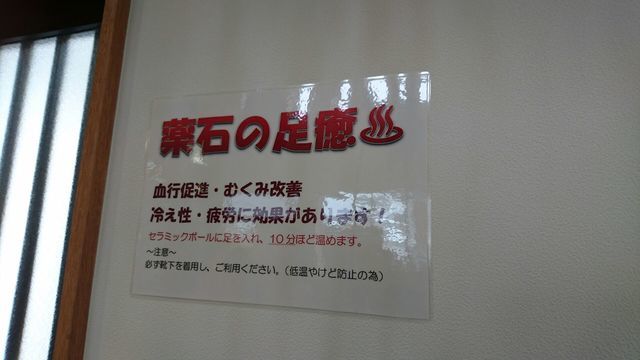 薬石の足癒♨
血行促進・むくみ改善
冷え性・疲労に効果があります！
セラミックボールに足を入れ、10分ほど温めます。
～注意～
必ず靴下を着用し、ご利用ください。（低温やけど防止の為）